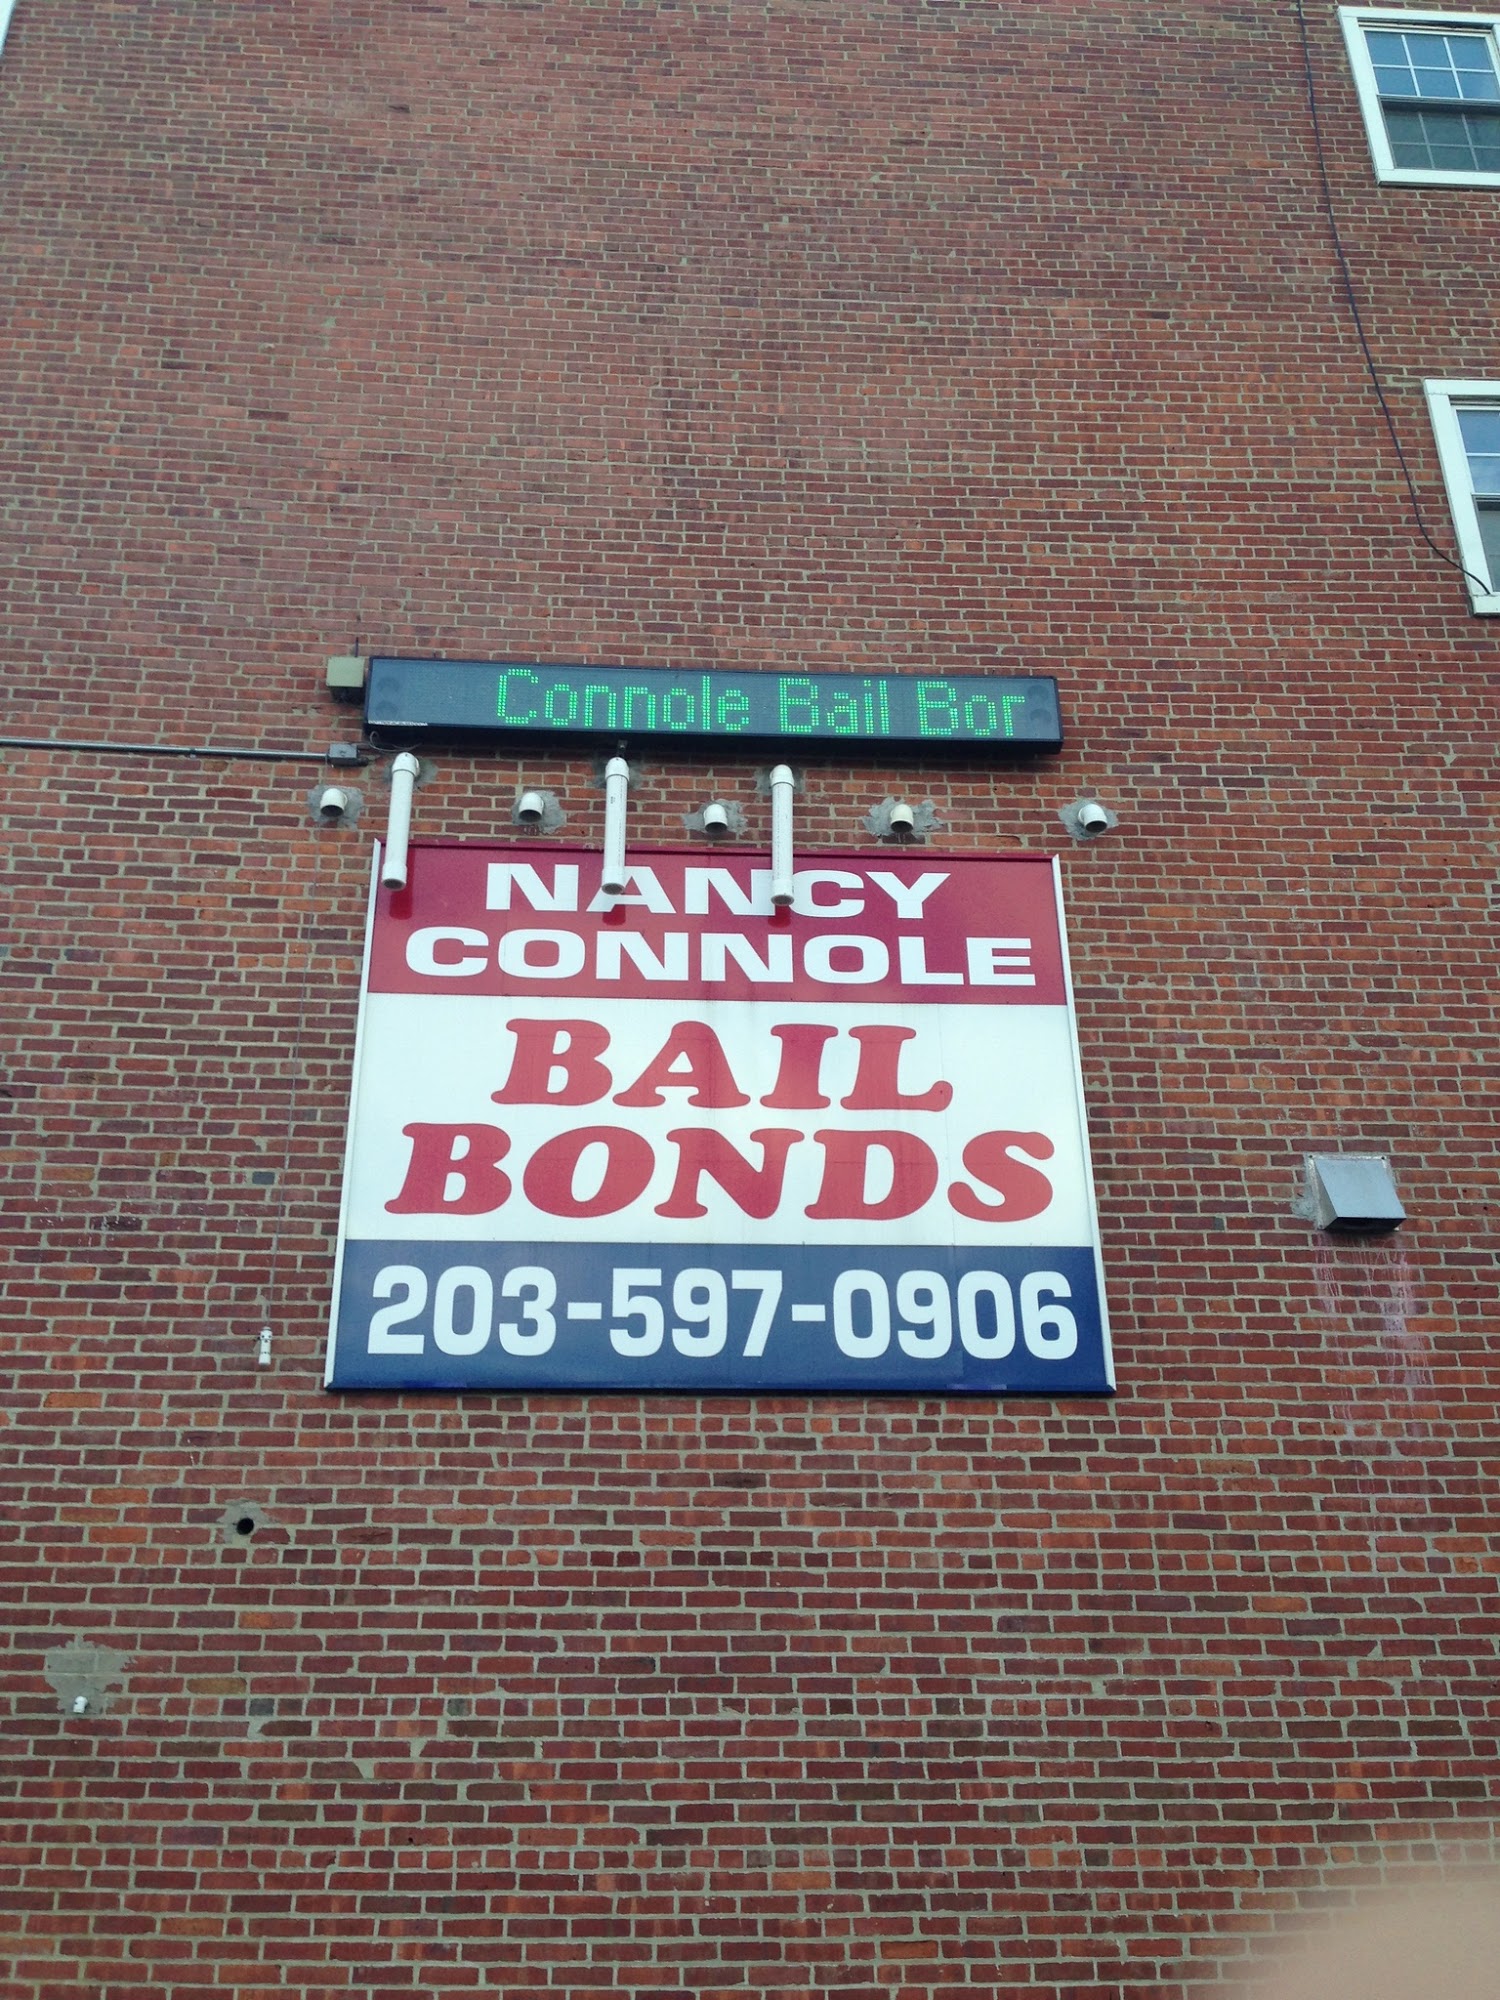 Connole Bail Bor
NANCY
CONNOLE
BAIL
BONDS
203-597-0906